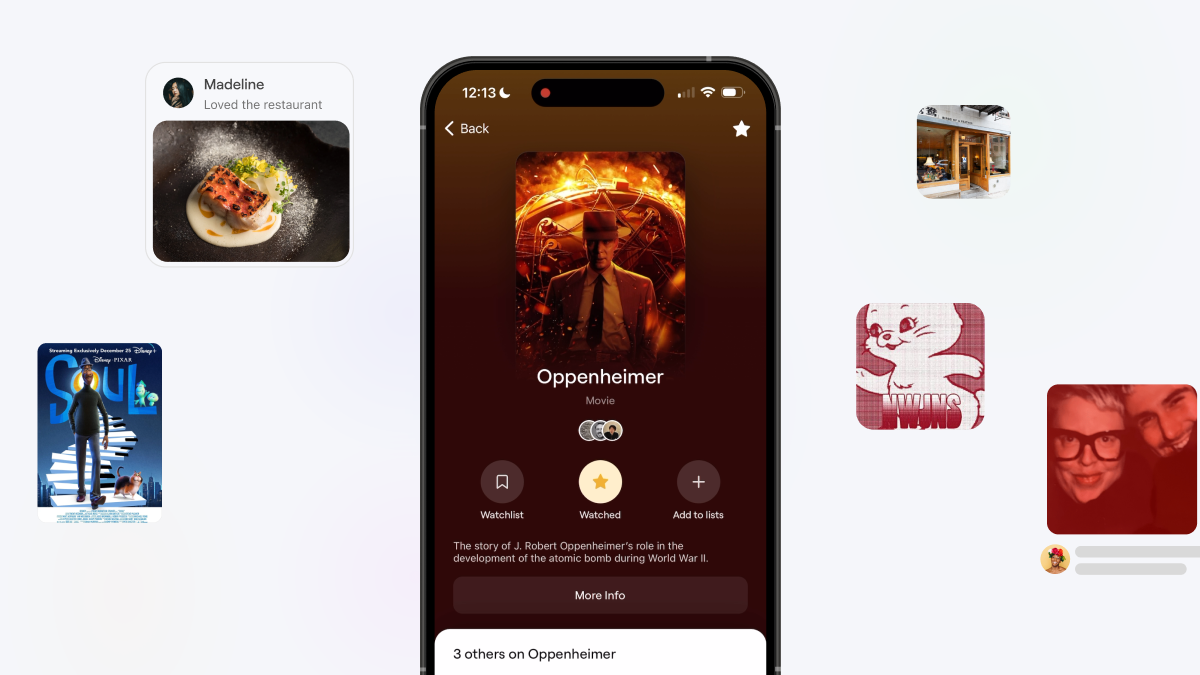 Madeline
Loved the restaurant
Streaming Exclusively December 25 Disney+
Disney PIXAR
SOUL
12:13
Back
Oppenheimer
Movie
Watchlist
Watched
Add to lists
The story of J. Robert Oppenheimer's role in the
development of the atomic bomb during World War II.
More Info
3 others on Oppenheimer
NWJNS